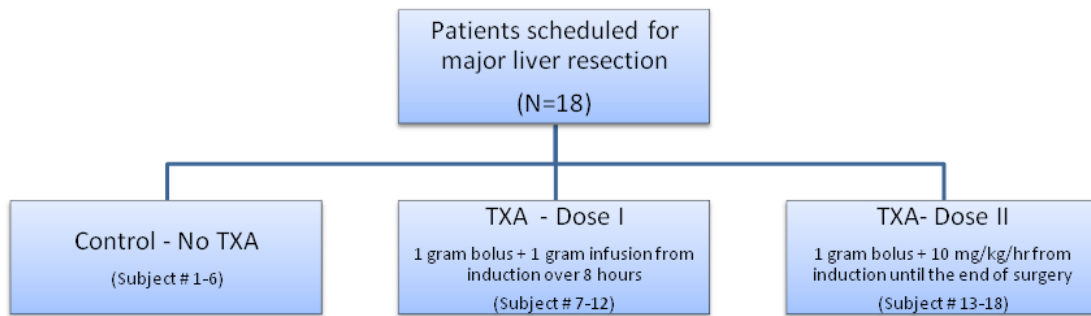 Patients scheduled for
major liver resection
(N=18)
Control - No TXA
(Subject # 1-6)
TXA - Dose I
1 gram bolus + 1 gram infusion from
induction over 8 hours
(Subject # 7-12)
TXA- Dose II
1 gram bolus + 10 mg/kg/hr from
induction until the end of surgery
(Subject # 13-18)